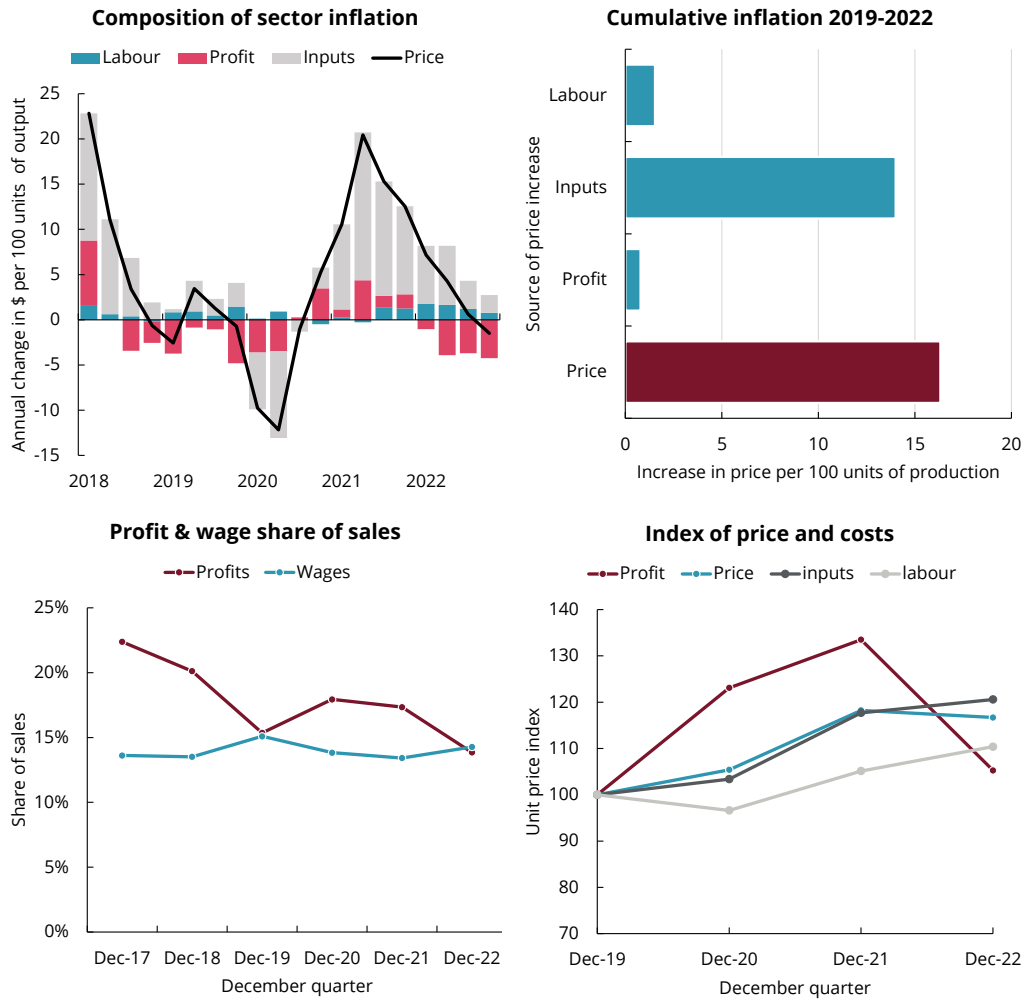 Composition of sector inflation
Labour Profit Inputs Price
Annual change in $ per 100 units of output
25
20
15
10
5
0
-5
-10
-15
2018 2019 2020 2021 2022
Cumulative inflation 2019-2022
Source of price increase
Labour
Inputs
Profit
Price
0 5 10 15 20
Increase in price per 100 units of production
Profit & wage share of sales
Profits Wages
Share of sales
25%
20%
15%
10%
5%
0%
Dec-17 Dec-18 Dec-19 Dec-20 Dec-21 Dec-22
December quarter
Index of price and costs
Profit Price inputs labour
Unit price index
140
130
120
110
100
90
80
70
Dec-19 Dec-20 Dec-21 Dec-22
December quarter